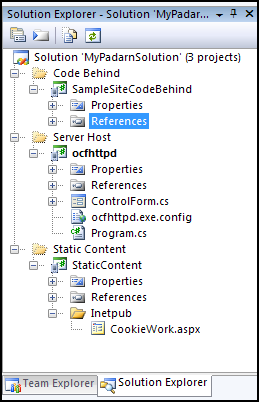 Solution Explorer - Solution 'MyPadar...
Solution 'MyPadarnSolution' (3 projects)
Code Behind
SampleSiteCodeBehind
Properties
References
Server Host
ocfhttpd
Properties
References
ControlForm.cs
ocfhttpd.exe.config
Program.cs
Static Content
StaticContent
Properties
References
Inetpub
CookieWork.aspx
Team Explorer
Solution Explorer